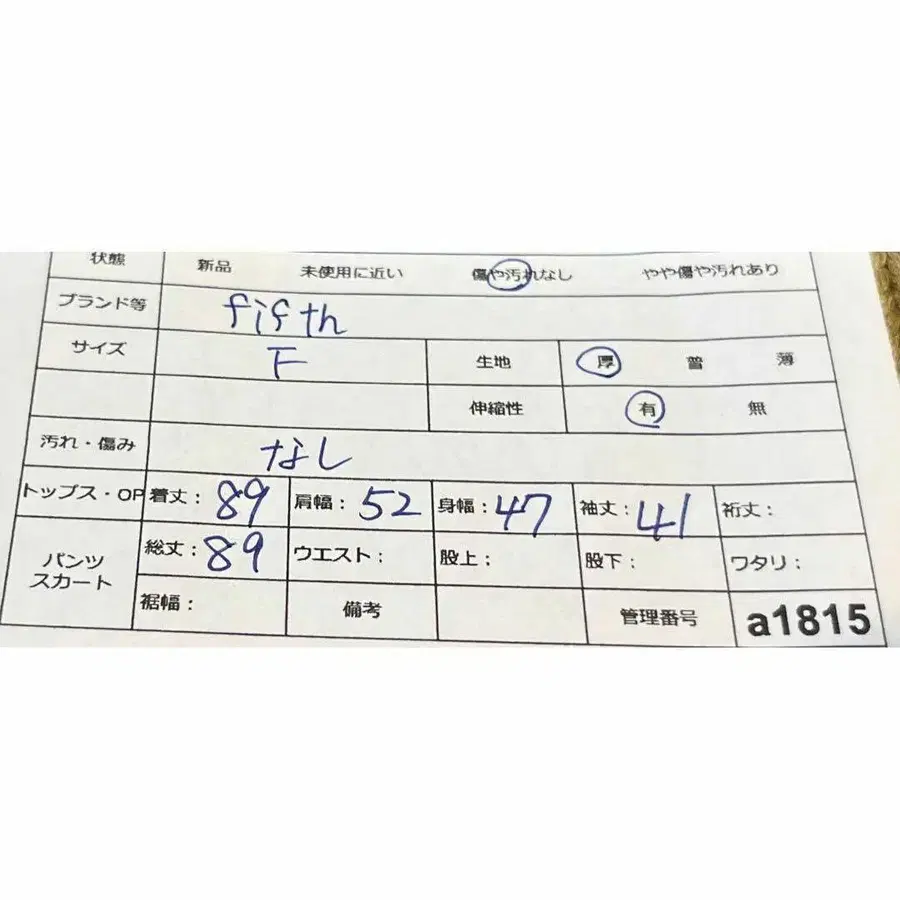 状態 新品 未使用に近い 傷や汚れなし やや傷や汚れあり
ブランド等 fifth
サイズ F 生地 厚 普 薄
伸縮性 有 無
汚れ・傷み なし
トップス・OP 着丈：89 肩幅：52 身幅：47 袖丈：41 裄丈：
パンツ スカート 総丈：89 ウエスト： 股上： 股下： ワタリ：
裾幅： 備考 管理番号 a1815